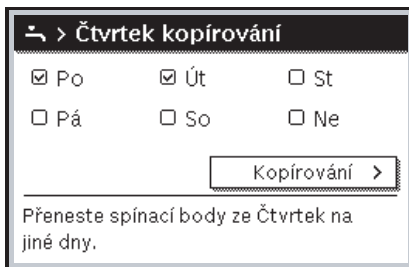 > Čtvrtek kopírování
Po Út St
Pá So Ne
Kopírování >
Přeneste spínací body ze Čtvrtek na
jiné dny.